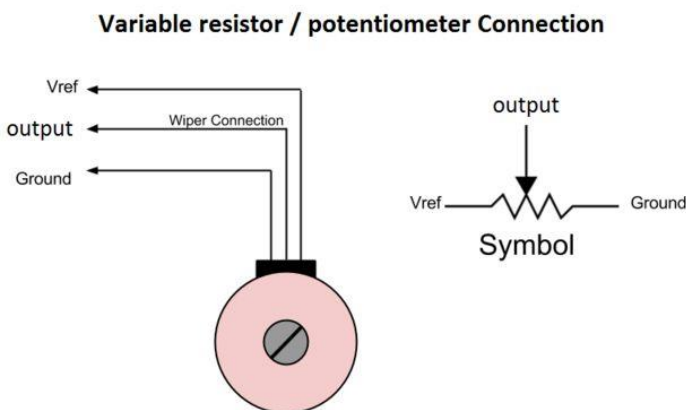 Variable resistor / potentiometer Connection
Vref
output
Wiper Connection
Ground
output
Vref
Ground
Symbol